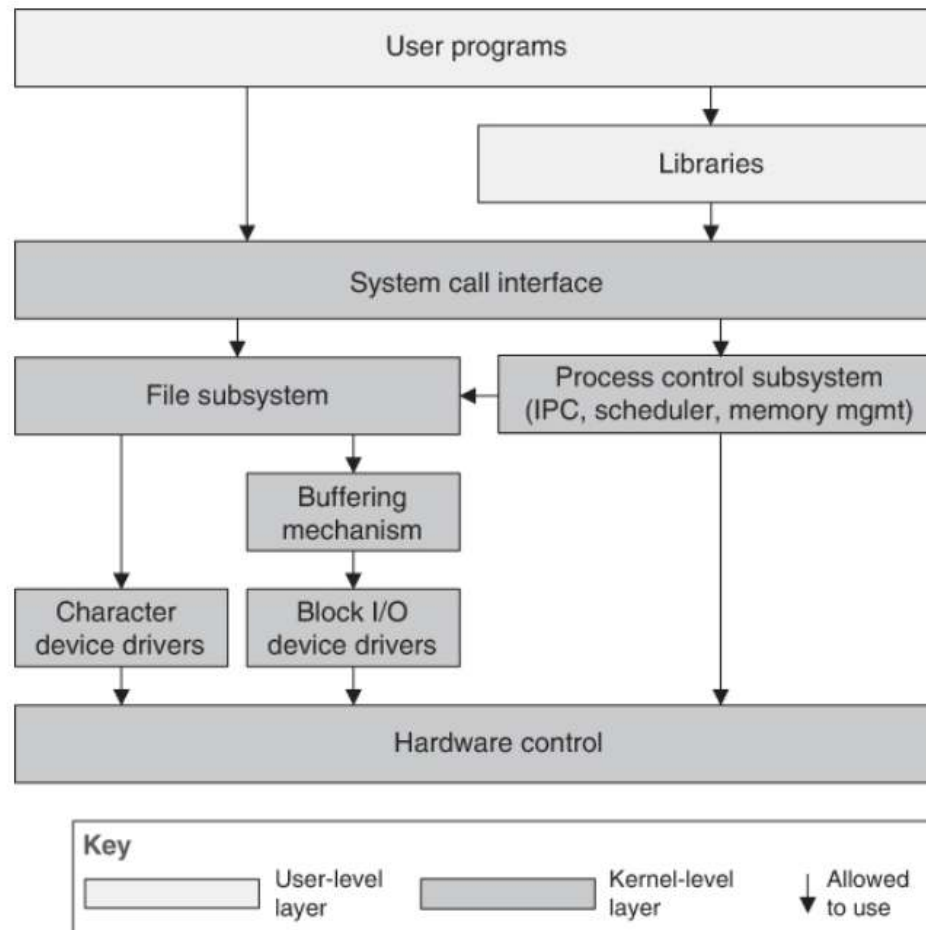 User programs
Libraries
System call interface
File subsystem
Process control subsystem
(IPC, scheduler, memory mgmt)
Buffering
mechanism
Character
device drivers
Block I/O
device drivers
Hardware control
Key
User-level
layer
Kernel-level
layer
Allowed
to use